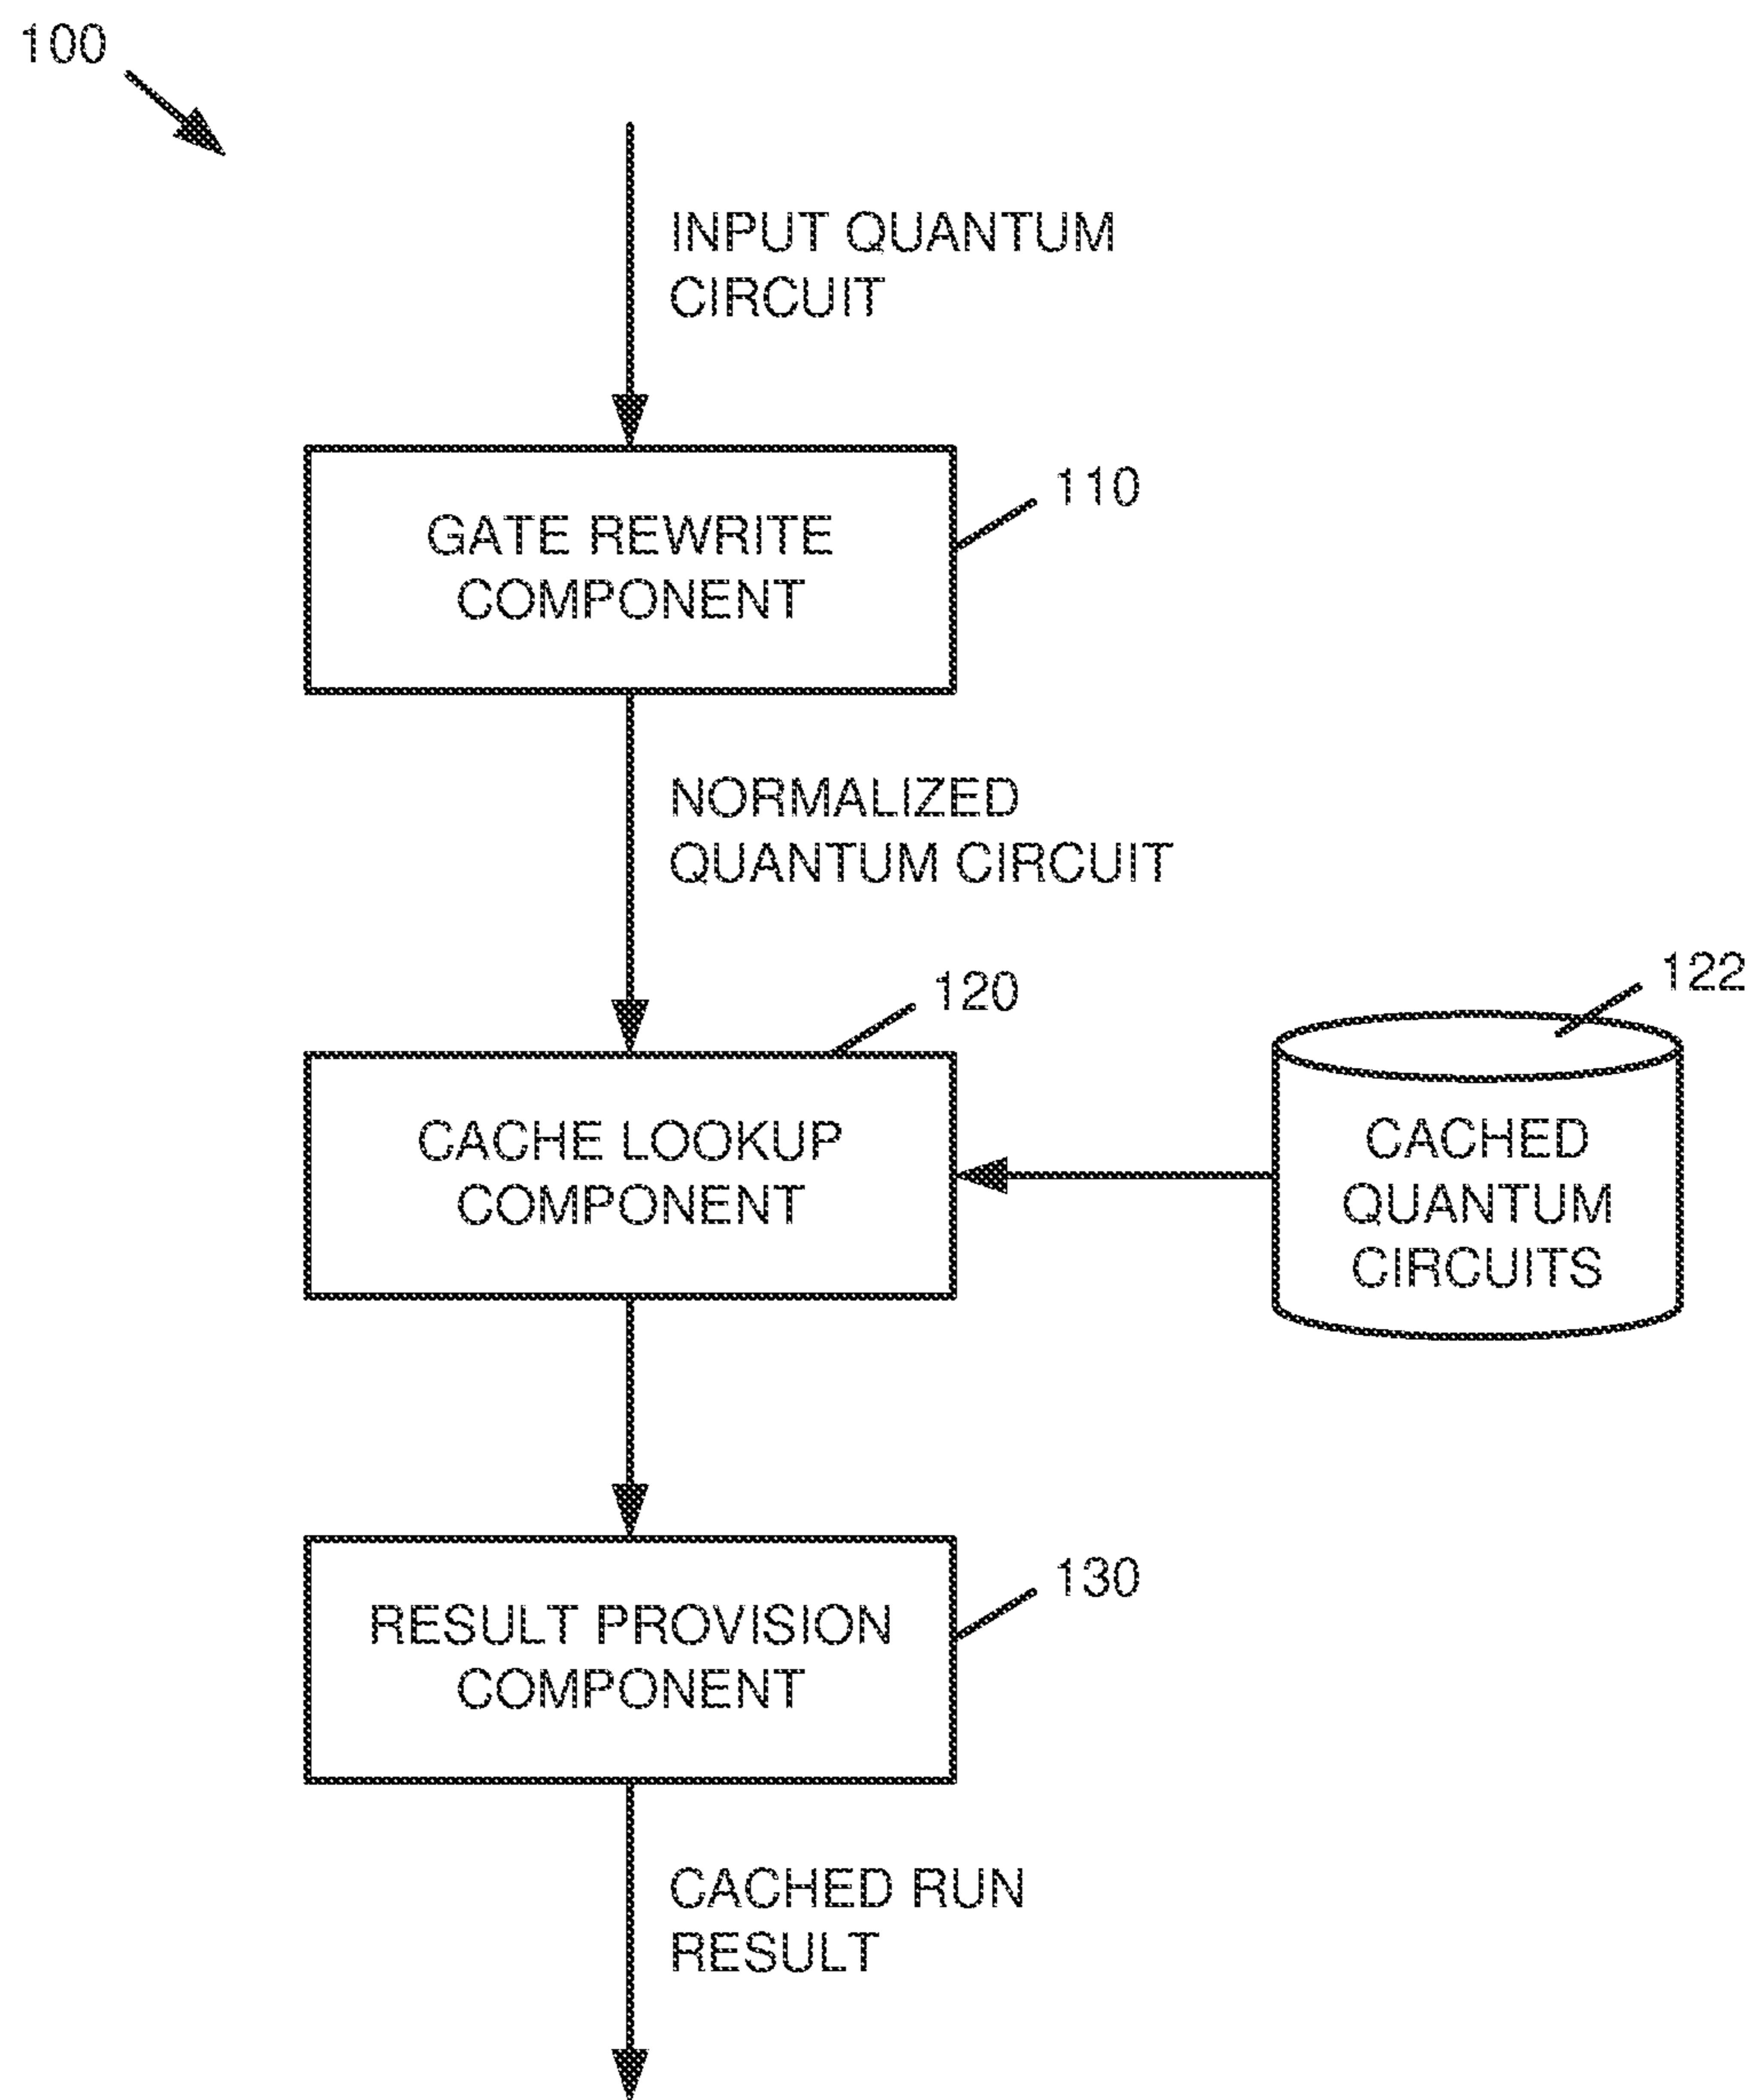 100
INPUT QUANTUM
CIRCUIT
GATE REWRITE
COMPONENT
110
NORMALIZED
QUANTUM CIRCUIT
120
122
CACHE LOOKUP
COMPONENT
CACHED
QUANTUM
CIRCUITS
RESULT PROVISION
COMPONENT
130
CACHED RUN
RESULT